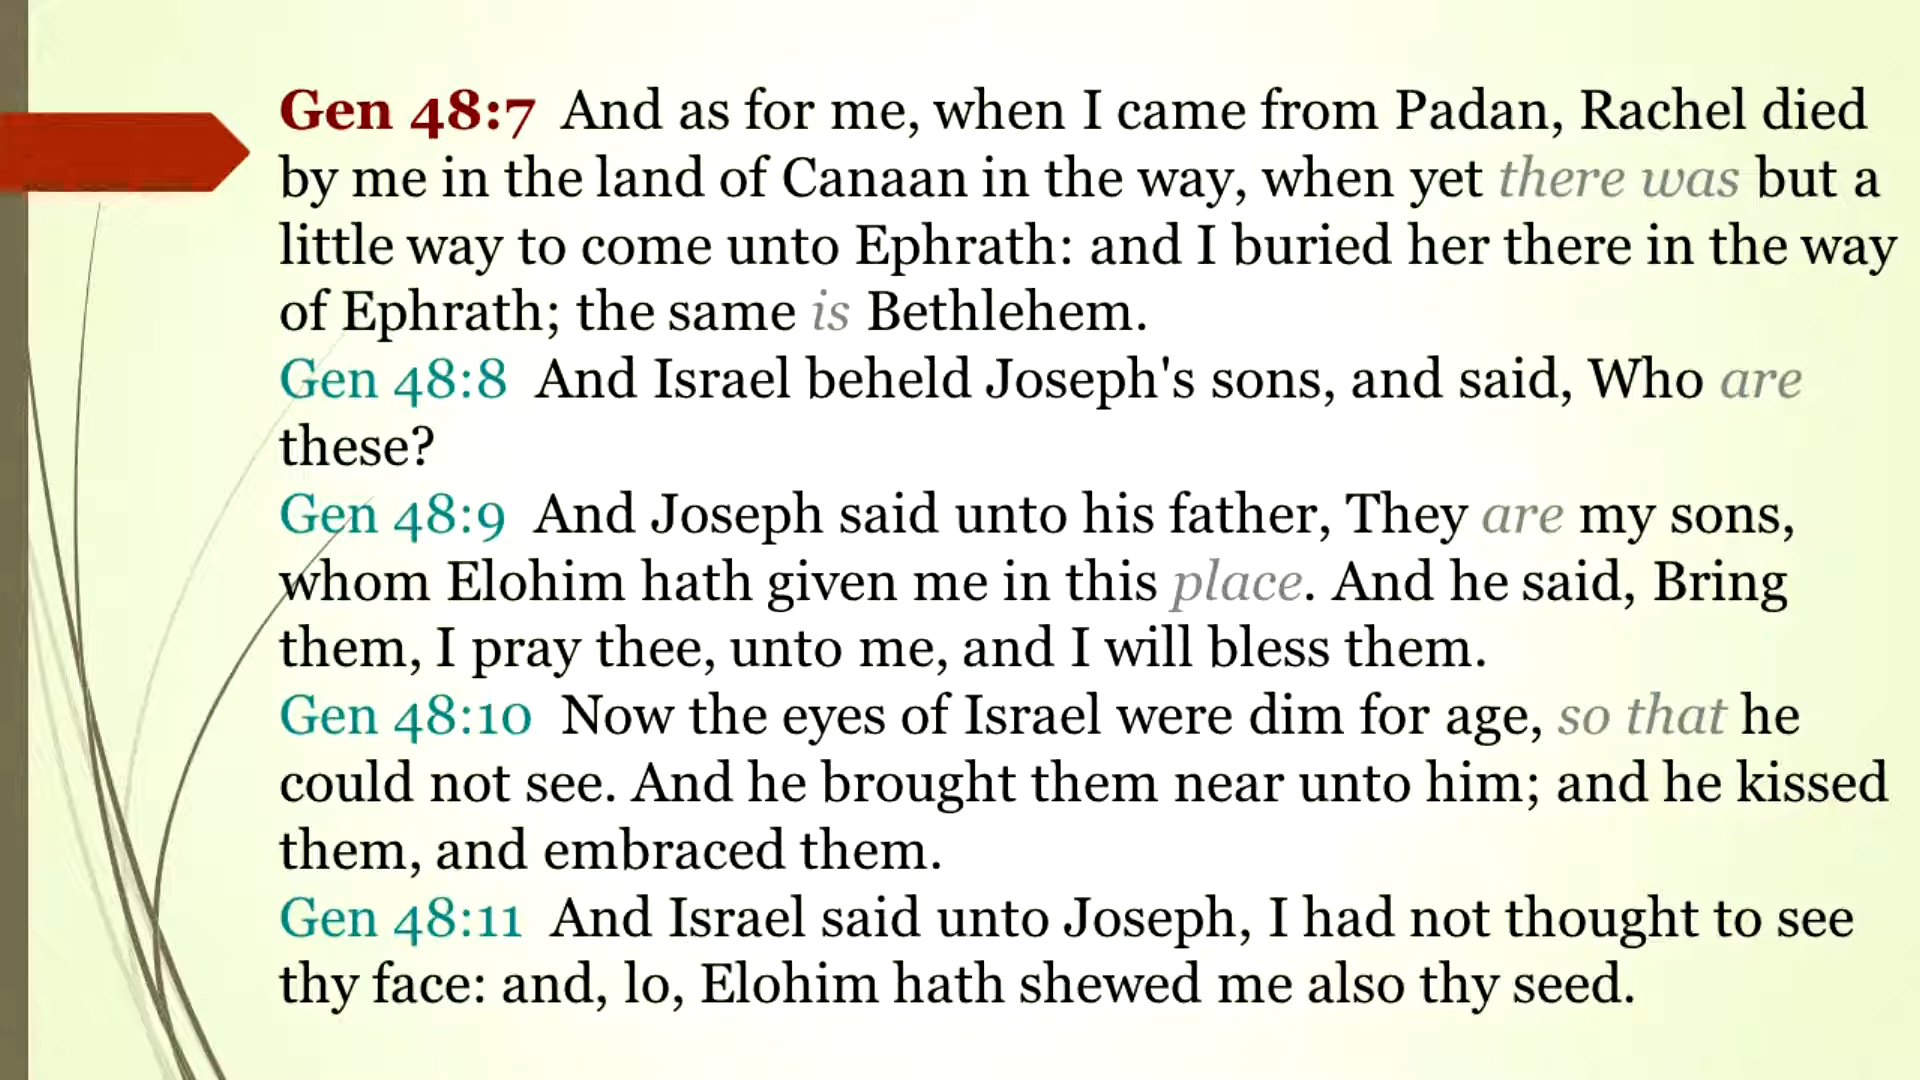 Gen 48:7  And as for me, when I came from Padan, Rachel died
by me in the land of Canaan in the way, when yet there was but a
little way to come unto Ephrath: and I buried her there in the way
of Ephrath; the same is Bethlehem.
Gen 48:8  And Israel beheld Joseph's sons, and said, Who are
these?
Gen 48:9  And Joseph said unto his father, They are my sons,
whom Elohim hath given me in this place. And he said, Bring
them, I pray thee, unto me, and I will bless them.
Gen 48:10  Now the eyes of Israel were dim for age, so that he
could not see. And he brought them near unto him; and he kissed
them, and embraced them.
Gen 48:11  And Israel said unto Joseph, I had not thought to see
thy face: and, lo, Elohim hath shewed me also thy seed.